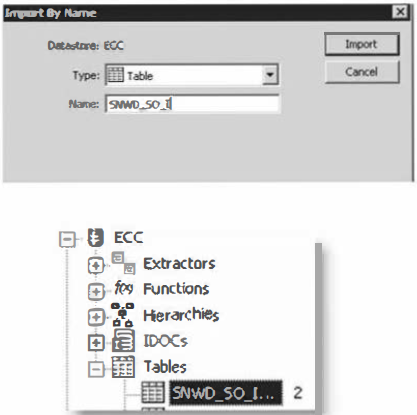 Import By Name
Datastore: ECC
Import
Type: Table
Cancel
Name: SNWD_SO_I
ECC
Extractors
Functions
Hierarchies
IDOCs
Tables
SNWD_SO_I... 2